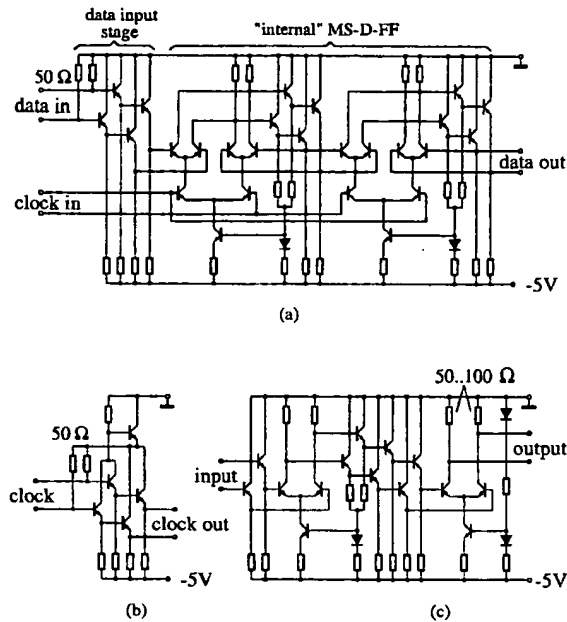 data input
stage
"internal" MS-D-FF
50 Ω
data in
clock in
data out
-5V
(a)
50 Ω
clock
clock out
-5V
(b)
50..100 Ω
input
output
-5V
(c)